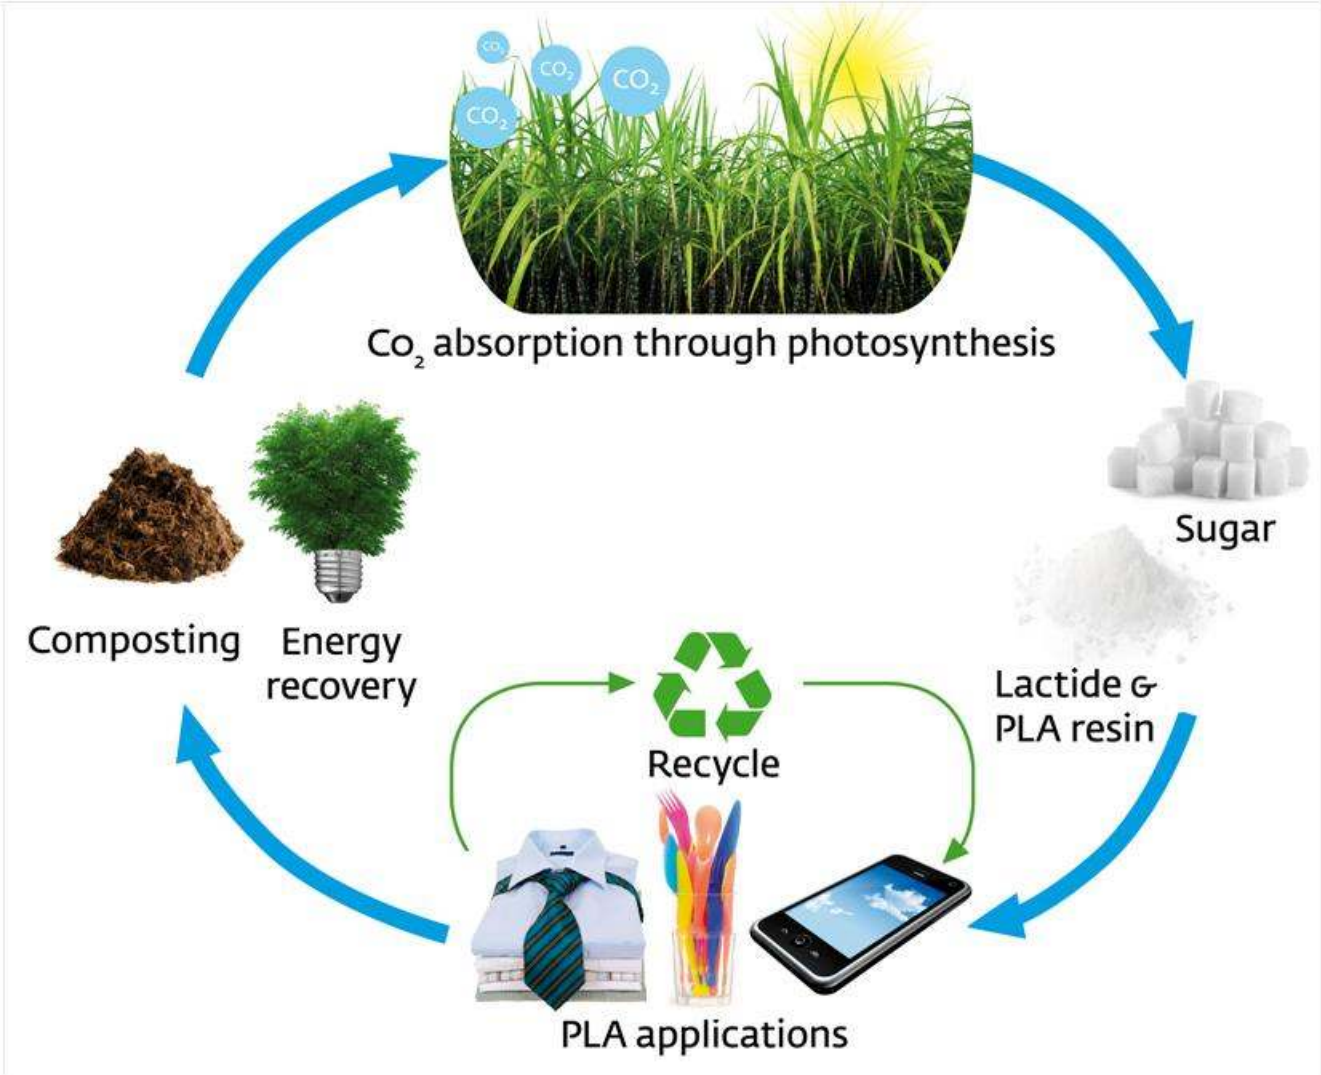 CO₂
CO₂
CO₂
CO₂
Co₂ absorption through photosynthesis
Sugar
Lactide &
PLA resin
Composting
Energy
recovery
Recycle
PLA applications